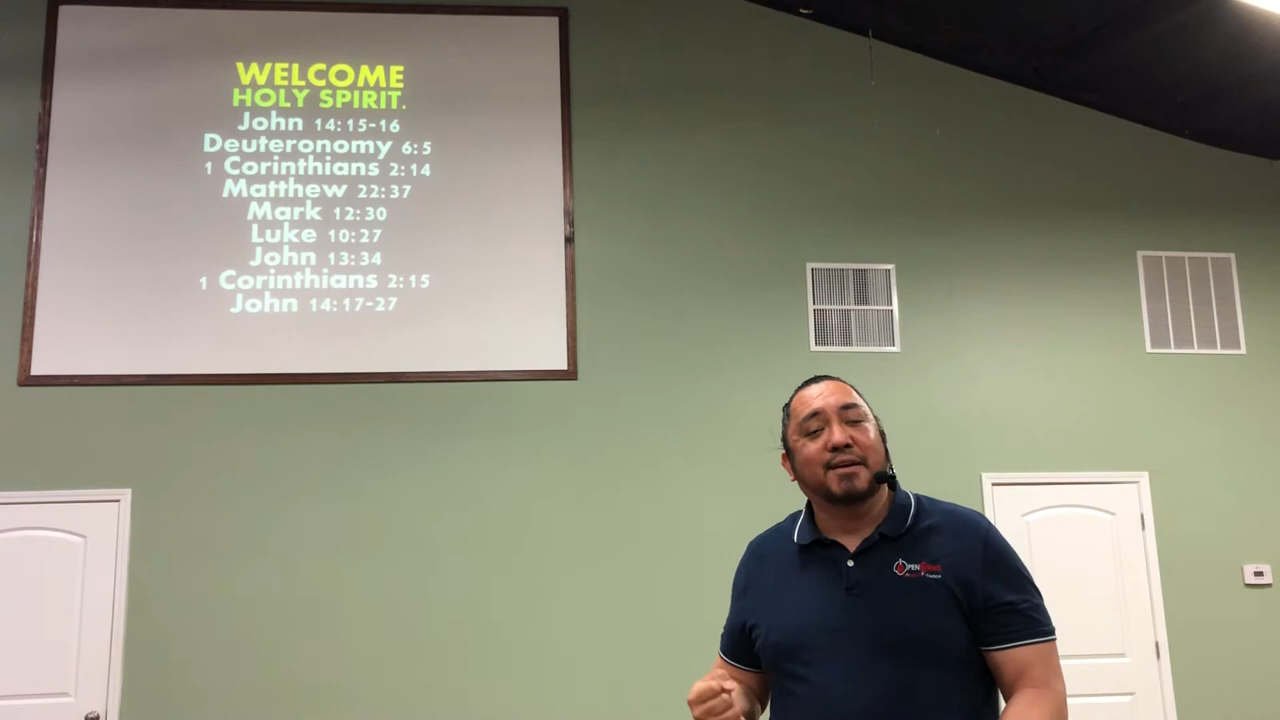 WELCOME
HOLY SPIRIT.
John 14:15-16
Deuteronomy 6:5
1 Corinthians 2:14
Matthew 22:37
Mark 12:30
Luke 10:27
John 13:34
1 Corinthians 2:15
John 14:17-27